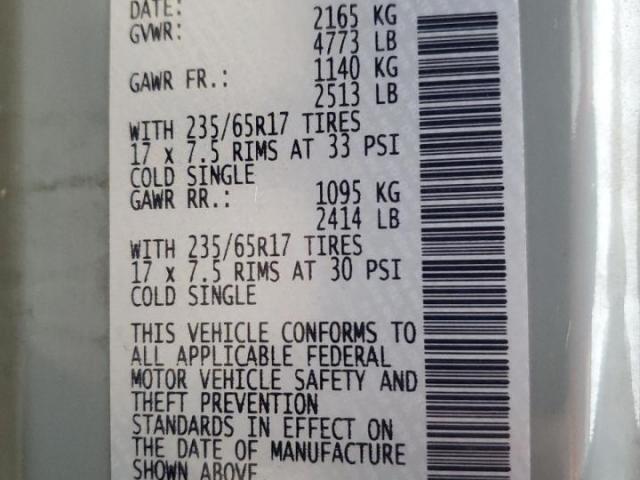 DATE:
GVWR: 2165 KG
4773 LB
GAWR FR.: 1140 KG
2513 LB
WITH 235/65R17 TIRES
17 x 7.5 RIMS AT 33 PSI
COLD SINGLE
GAWR RR.: 1095 KG
2414 LB
WITH 235/65R17 TIRES
17 x 7.5 RIMS AT 30 PSI
COLD SINGLE
THIS VEHICLE CONFORMS TO
ALL APPLICABLE FEDERAL
MOTOR VEHICLE SAFETY AND
THEFT PREVENTION
STANDARDS IN EFFECT ON
THE DATE OF MANUFACTURE
SHOWN ABOVE